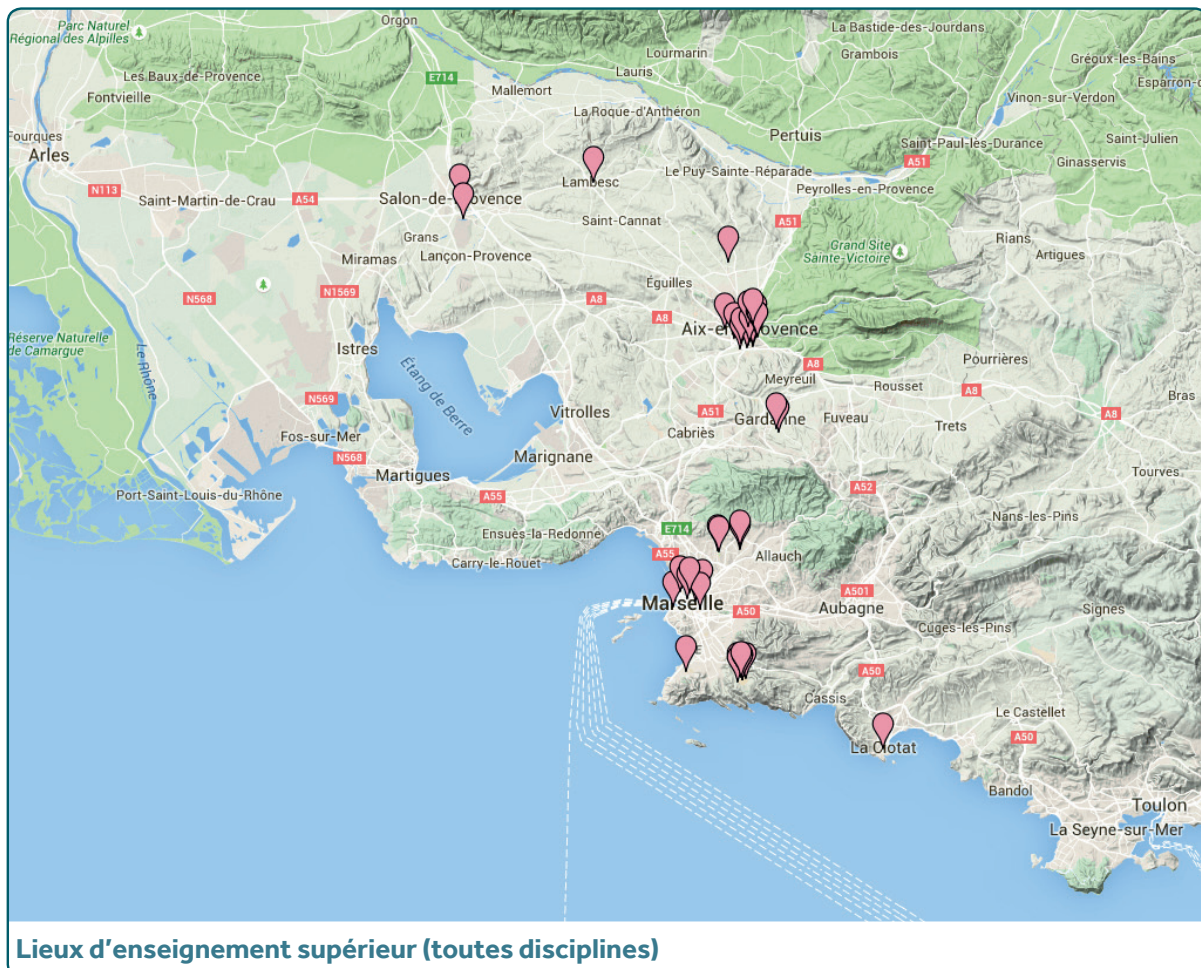 Parc Naturel
Régional des Alpilles
Orgon
La Bastide-des-Jourdans
Lourmarin
Grambois
Gréoux-les-Bains
Les Baux-de-Provence
E714
Lauris
Esparron-d
Fontvieille
Mallemort
Vinon-sur-Verdon
La Roque-d'Anthéron
Fourques
Pertuis
Saint-Paul-lès-Durance
Saint-Julien
Arles
A51
Ginasservis
N113
Lambesc
Le Puy-Sainte-Réparade
Peyrolles-en-Provence
Saint-Martin-de-Crau
A54
Salon-de-Provence
Saint-Cannat
A51
Grans
Rians
Lançon-Provence
Grand Site
Sainte-Victoire
Artigues
Miramas
Éguilles
N568
N1569
A8
A8
Aix-en-Provence
Réserve Naturelle
de Camargue
Le Rhône
Istres
Étang de Berre
A8
Pourrières
Meyreuil
Rousset
A8
Bras
N569
Vitrolles
A51
Gardanne
Fuveau
Trets
A8
Fos-sur-Mer
Cabriès
N568
Marignane
Martigues
Tourves
Port-Saint-Louis-du-Rhône
A55
A52
Nans-les-Pins
Ensuès-la-Redonne
E714
Carry-le-Rouet
A55
Allauch
A501
Marseille
A50
Aubagne
Signes
Cuges-les-Pins
Cassis
A50
Le Castellet
La Ciotat
A50
Bandol
Toulon
La Seyne-sur-Mer
Lieux d'enseignement supérieur (toutes disciplines)